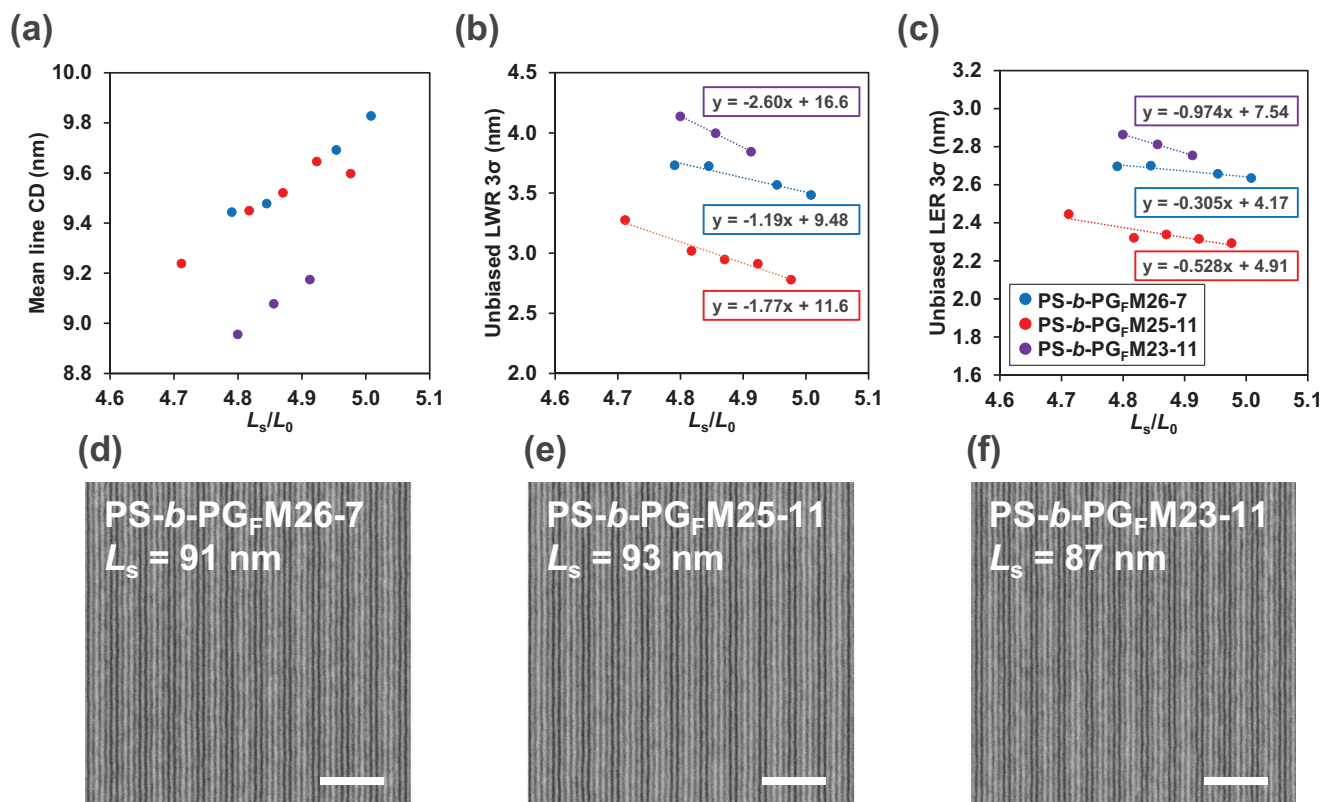 (a)
Mean line CD (nm)
10.0
9.8
9.6
9.4
9.2
9.0
8.8
4.6 4.7 4.8 4.9 5.0 5.1
Ls/L0
(b)
Unbiased LWR 3σ (nm)
4.5
4.0
3.5
3.0
2.5
2.0
y = -2.60x + 16.6
y = -1.19x + 9.48
y = -1.77x + 11.6
4.6 4.7 4.8 4.9 5.0 5.1
Ls/L0
(c)
Unbiased LER 3σ (nm)
3.2
3.0
2.8
2.6
2.4
2.2
2.0
1.8
1.6
y = -0.974x + 7.54
y = -0.305x + 4.17
y = -0.528x + 4.91
PS-b-PGFM26-7
PS-b-PGFM25-11
PS-b-PGFM23-11
4.6 4.7 4.8 4.9 5.0 5.1
Ls/L0
(d)
PS-b-PGFM26-7
Ls = 91 nm
(e)
PS-b-PGFM25-11
Ls = 93 nm
(f)
PS-b-PGFM23-11
Ls = 87 nm